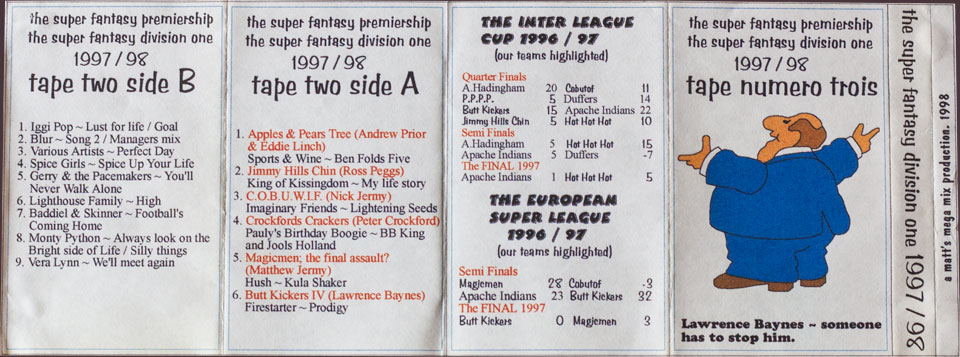 the super fantasy premiership
the super fantasy division one
1997/98
tape two side B
1. Iggi Pop ~ Lust for life / Goal
2. Blur ~ Song 2 / Managers mix
3. Various Artists ~ Perfect Day
4. Spice Girls ~ Spice Up Your Life
5. Gerry & the Pacemakers ~ You'll
Never Walk Alone
6. Lighthouse Family ~ High
7. Baddiel & Skinner ~ Football's
Coming Home
8. Monty Python ~ Always look on the
Bright side of Life / Silly things
9. Vera Lynn ~ We'll meet again
the super fantasy premiership
the super fantasy division one
1997/98
tape two side A
1. Apples & Pears Tree (Andrew Prior
& Eddie Linch)
Sports & Wine ~ Ben Folds Five
2. Jimmy Hills Chin (Ross Peggs)
King of Kissingdom ~ My life story
3. C.O.B.U.W.I.F. (Nick Jermy)
Imaginary Friends ~ Lightening Seeds
4. Crockfords Crackers (Peter Crockford)
Pauly's Birthday Boogie ~ BB King
and Jools Holland
5. Magicmen; the final assault?
(Matthew Jermy)
Hush ~ Kula Shaker
6. Butt Kickers IV (Lawrence Baynes)
Firestarter ~ Prodigy
THE INTER LEAGUE
CUP 1996 / 97
(our teams highlighted)
Quarter Finals
A.Hadingham 20 Cobutof 11
P.P.P.P. 5 Duffers 14
Butt Kickers 15 Apache Indians 22
Jimmy Hills Chin 5 Hot Hot Hot 10
Semi Finals
A.Hadingham 5 Hot Hot Hot 15
Apache Indians 5 Duffers -7
The FINAL 1997
Apache Indians 1 Hot Hot Hot 5
THE EUROPEAN
SUPER LEAGUE
1996 / 97
(our teams highlighted)
Semi Finals
Magicmen 28 Cobutof -3
Apache Indians 23 Butt Kickers 32
The FINAL 1997
Butt Kickers 0 Magicmen 3
the super fantasy premiership
the super fantasy division one
1997/98
tape numero trois
Lawrence Baynes ~ someone
has to stop him.
the super fantasy division one 1997/98
a matt's mega mix production. 1998